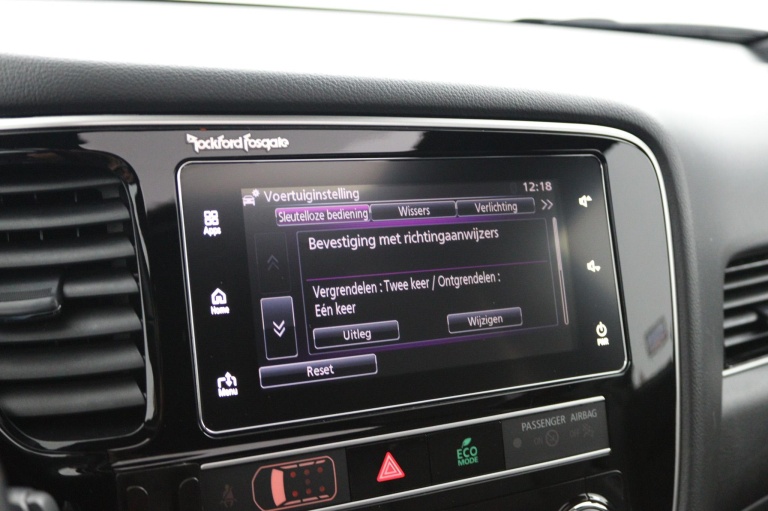 Rockford Fosgate
Voertuiginstelling
12:18
Sleutelloze bediening
Wissers
Verlichting
Apps
Bevestiging met richtingaanwijzers
Home
Vergrendelen : Twee keer / Ontgrendelen :
Eén keer
Uitleg
Wijzigen
PWR
Menu
Reset
PASSENGER AIRBAG
ECO
MODE